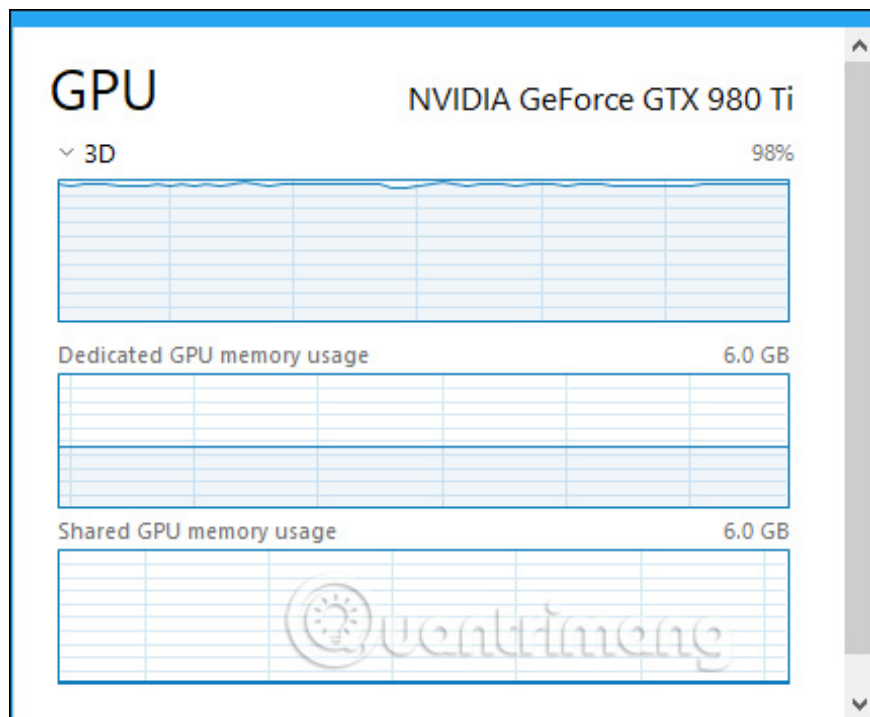 GPU
NVIDIA GeForce GTX 980 Ti
3D
98%
Dedicated GPU memory usage
6.0 GB
Shared GPU memory usage
6.0 GB
Quantrimang